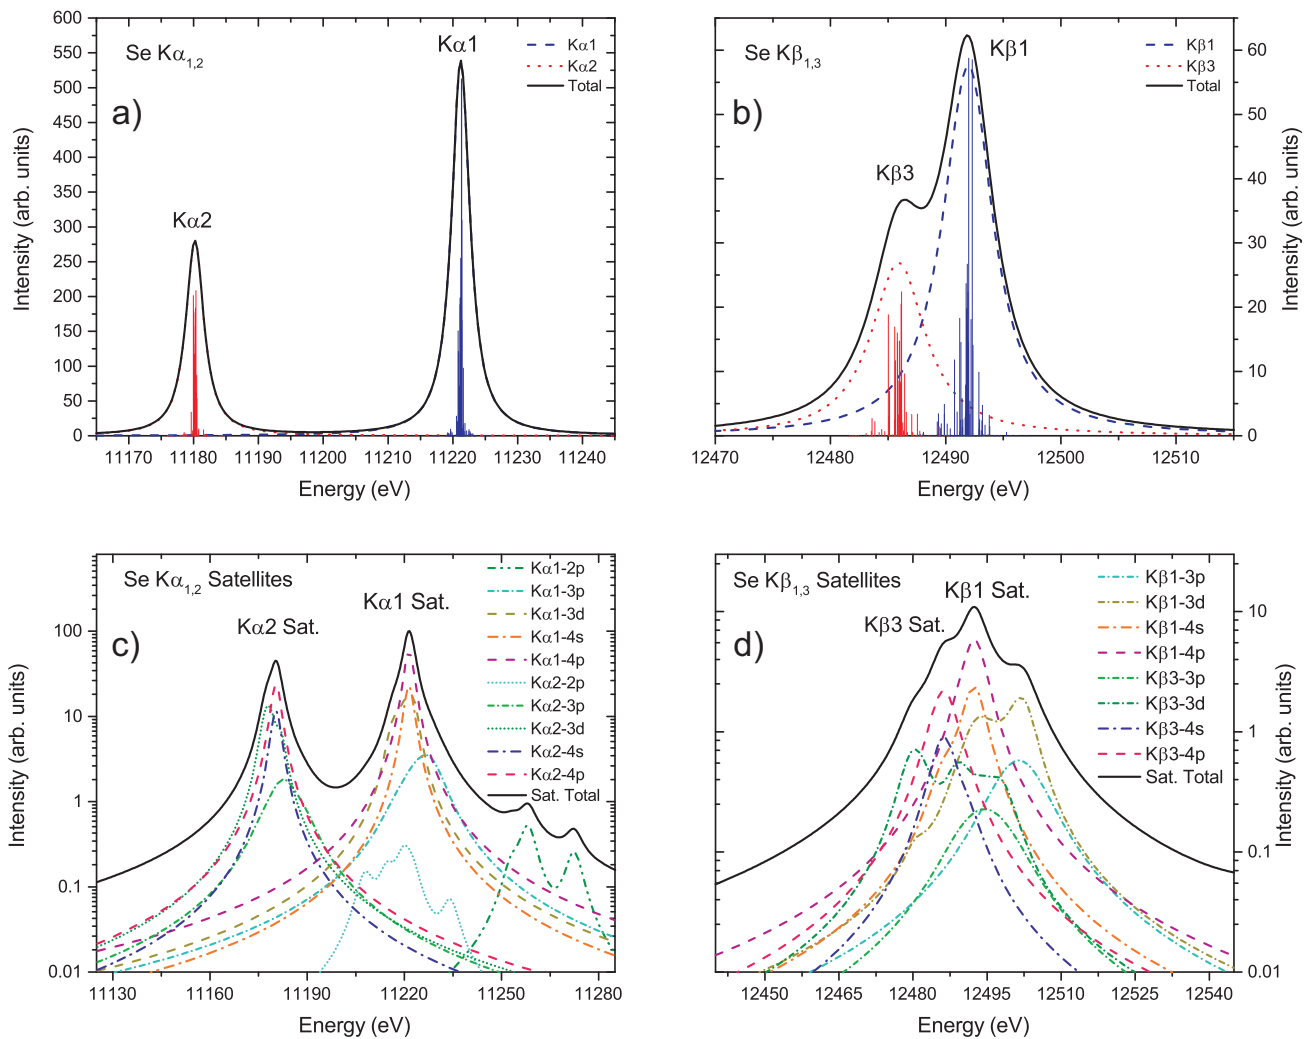 Se Kα1,2
a)
Kα2
Kα1
Kα1
Kα2
Total
600
550
500
450
400
350
300
250
200
150
100
50
0
Intensity (arb. units)
11170 11180 11190 11200 11210 11220 11230 11240
Energy (eV)
Se Kβ1,3
b)
Kβ3
Kβ1
Kβ1
Kβ3
Total
60
50
40
30
20
10
0
Intensity (arb. units)
12470 12480 12490 12500 12510
Energy (eV)
Se Kα1,2 Satellites
c)
Kα2 Sat.
Kα1 Sat.
Kα1-2p
Kα1-3p
Kα1-3d
Kα1-4s
Kα1-4p
Kα2-2p
Kα2-3p
Kα2-3d
Kα2-4s
Kα2-4p
Sat. Total
100
10
1
0.1
0.01
Intensity (arb. units)
11130 11160 11190 11220 11250 11280
Energy (eV)
Se Kβ1,3 Satellites
d)
Kβ3 Sat.
Kβ1 Sat.
Kβ1-3p
Kβ1-3d
Kβ1-4s
Kβ1-4p
Kβ3-3p
Kβ3-3d
Kβ3-4s
Kβ3-4p
Sat. Total
10
1
0.1
0.01
Intensity (arb. units)
12450 12465 12480 12495 12510 12525 12540
Energy (eV)